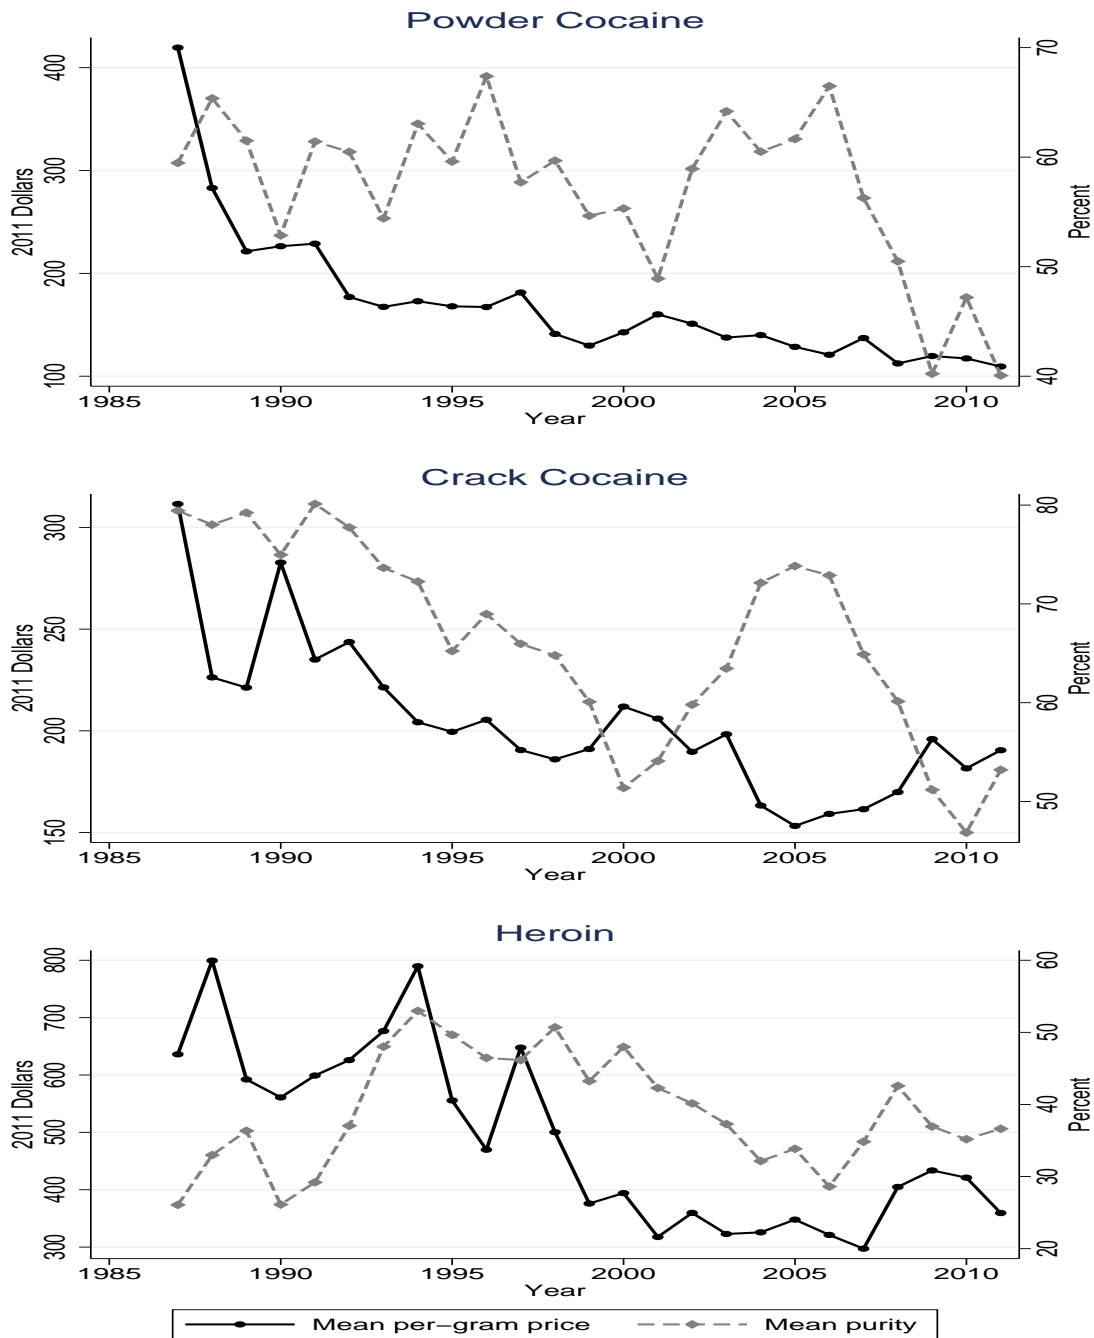 Powder Cocaine
400
300
200
100
2011 Dollars
70
60
50
40
Percent
1985 1990 1995 2000 2005 2010
Year
Crack Cocaine
300
250
200
150
2011 Dollars
80
70
60
50
Percent
1985 1990 1995 2000 2005 2010
Year
Heroin
800
700
600
500
400
300
2011 Dollars
60
50
40
30
20
Percent
1985 1990 1995 2000 2005 2010
Year
Mean per−gram price Mean purity